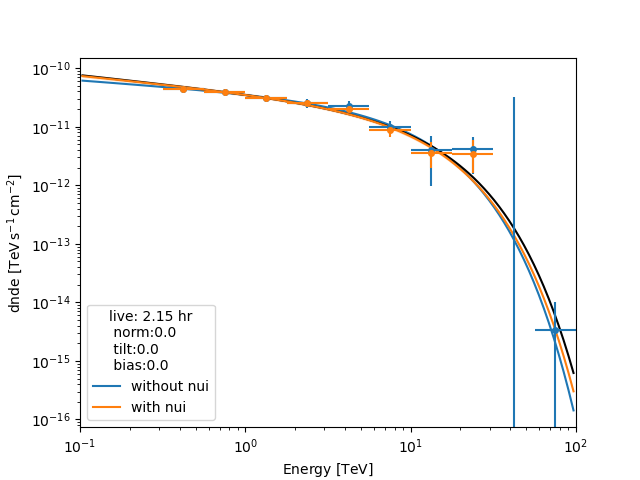 10⁻¹⁰
10⁻¹¹
10⁻¹²
10⁻¹³
10⁻¹⁴
10⁻¹⁵
10⁻¹⁶
dnde [TeV s⁻¹ cm⁻²]
live: 2.15 hr
norm:0.0
tilt:0.0
bias:0.0
without nui
with nui
10⁻¹ 10⁰ 10¹ 10²
Energy [TeV]